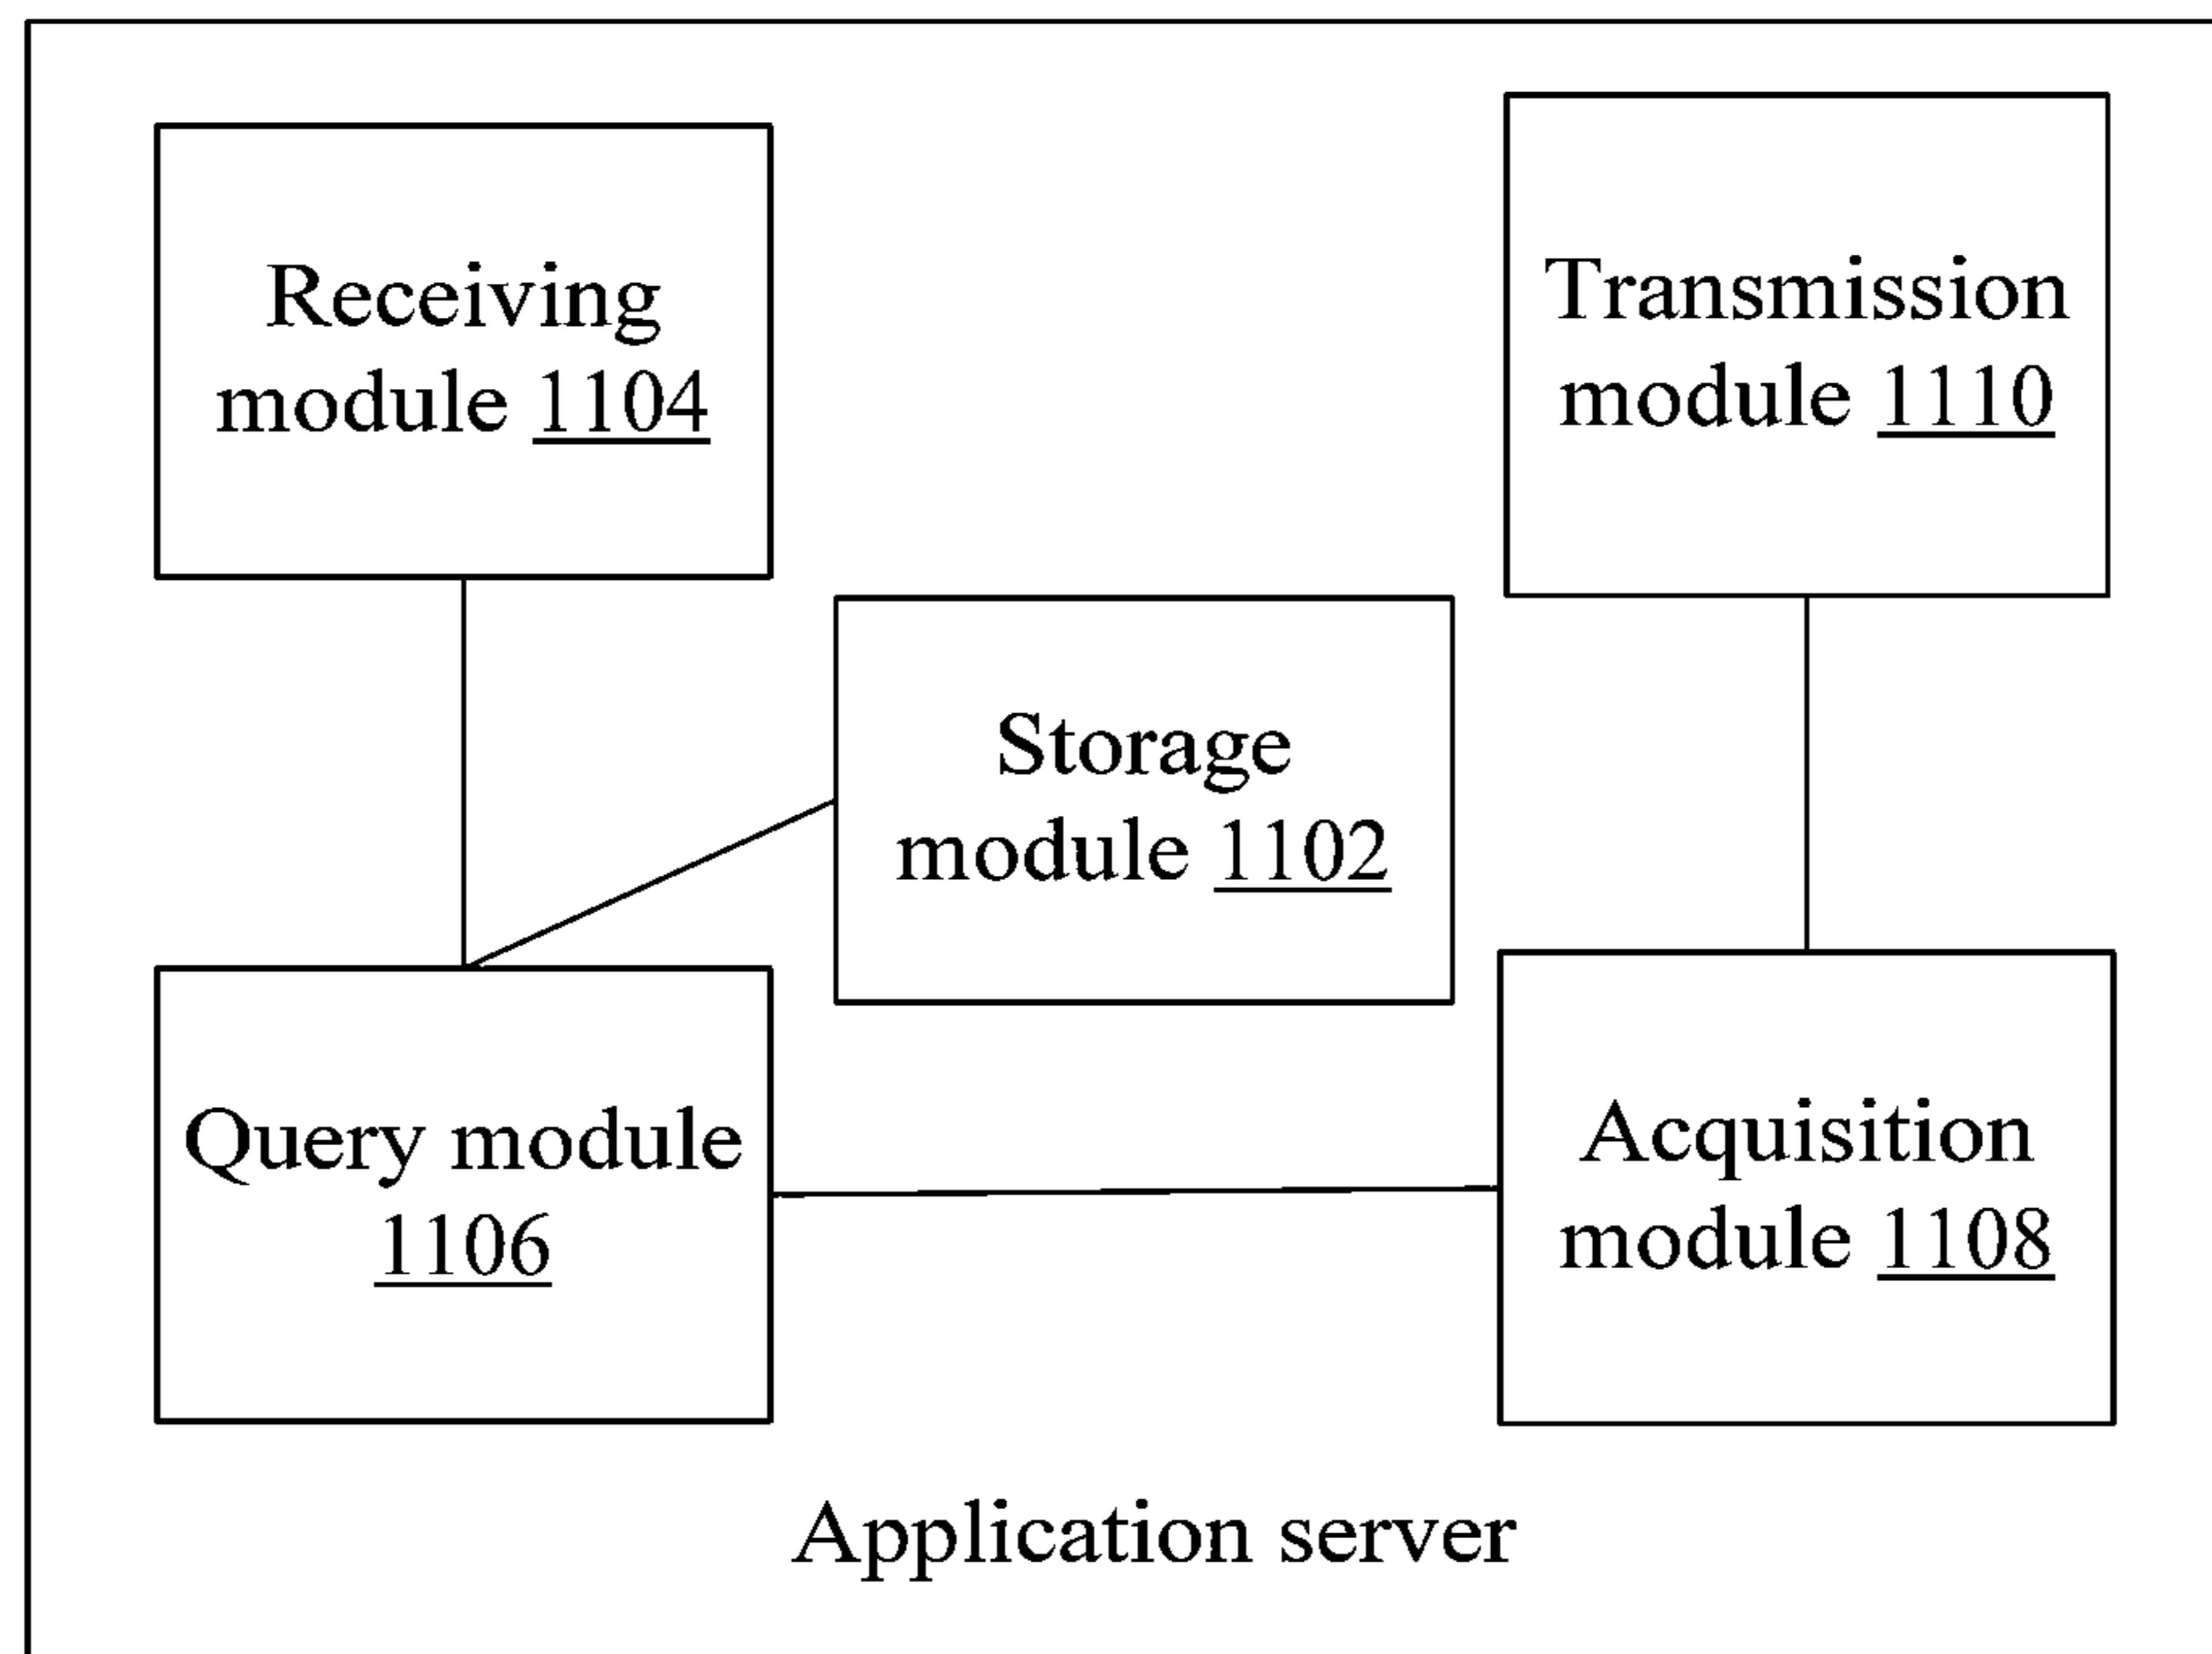 Receiving
module 1104
Transmission
module 1110
Storage
module 1102
Query module
1106
Acquisition
module 1108
Application server